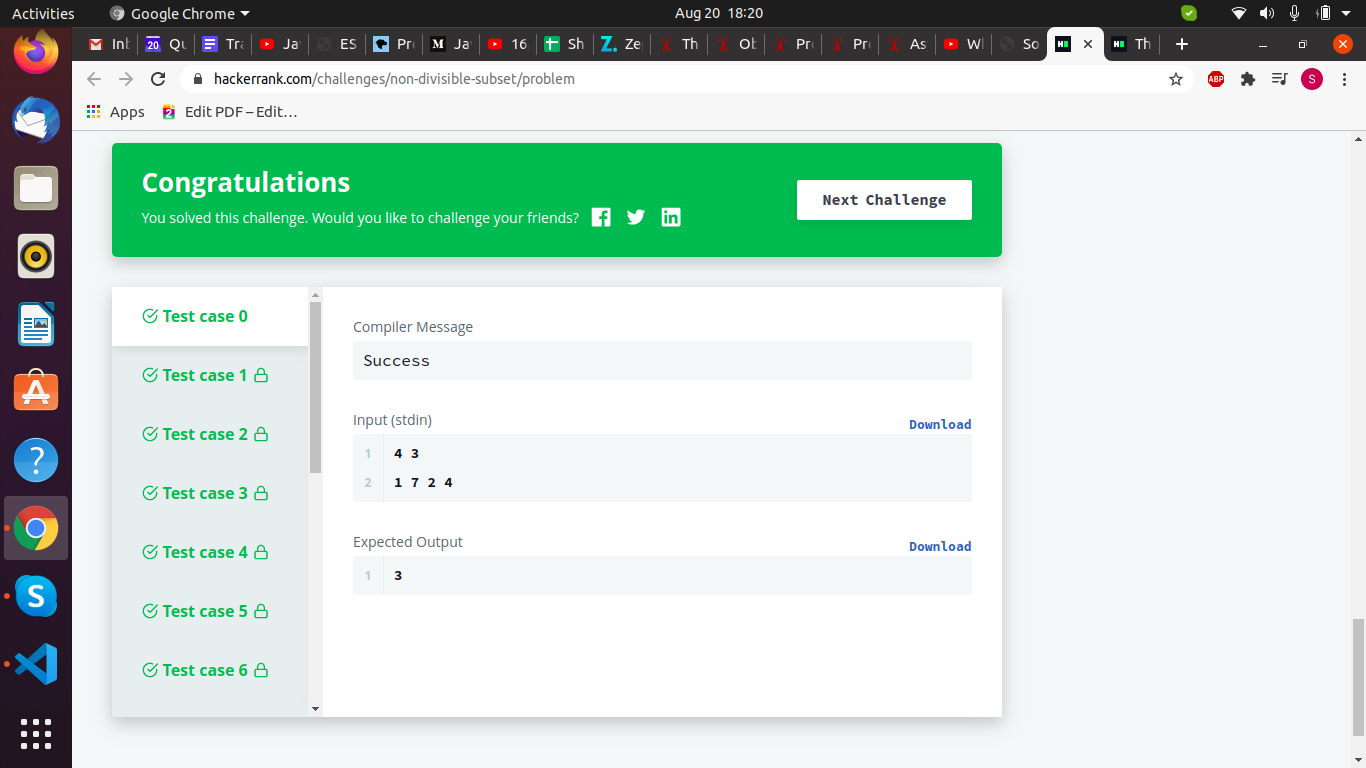 Activities Google Chrome Aug 20 18:20
Int Qu Tra Ja ES Pro Ja 16. Sh Ze Th Ob Pro Pro As Wh So Th
hackerrank.com/challenges/non-divisible-subset/problem ABP S
Apps Edit PDF – Edit…
Congratulations
You solved this challenge. Would you like to challenge your friends?
Next Challenge
Test case 0
Test case 1
Test case 2
Test case 3
Test case 4
Test case 5
Test case 6
Compiler Message
Success
Input (stdin) Download
1 4 3
2 1 7 2 4
Expected Output Download
1 3